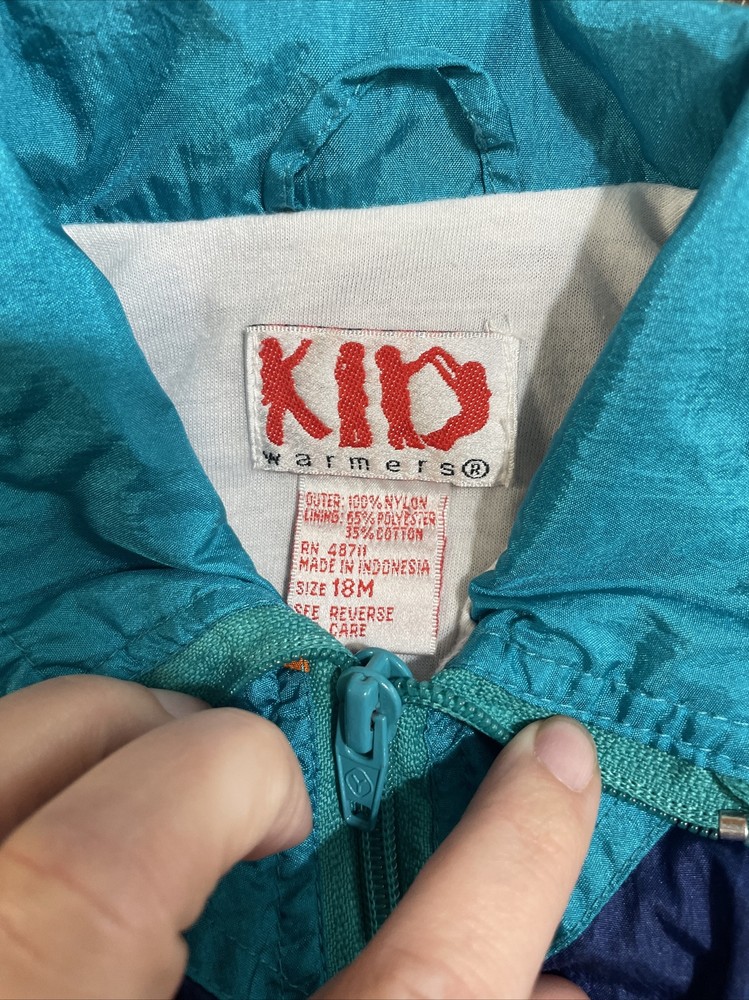 KID
warmers®
OUTER: 100% NYLON
LINING: 65% POLYESTER
35% COTTON
RN 48711
MADE IN INDONESIA
SIZE 18M
SEE REVERSE
CARE